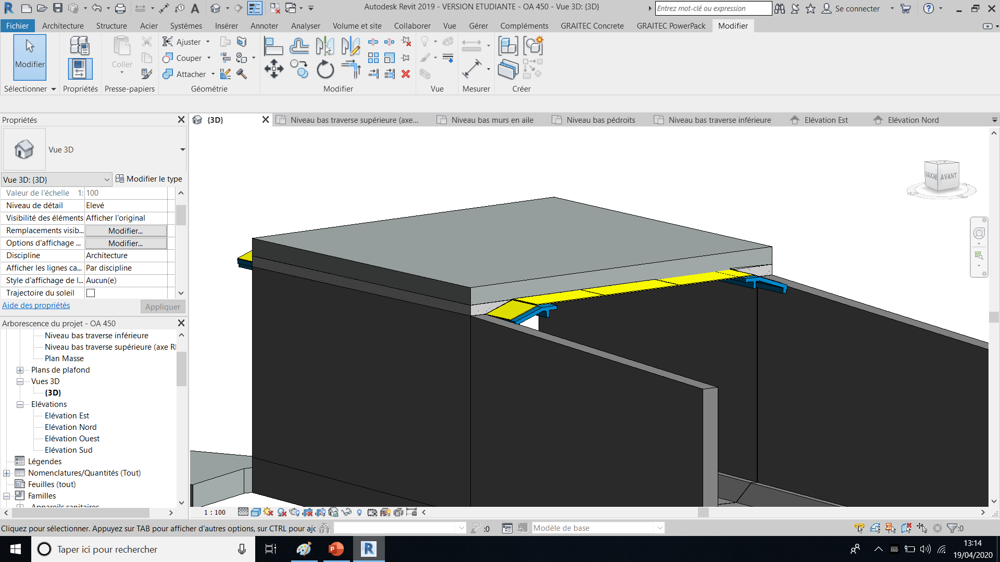 Autodesk Revit 2019 - VERSION ETUDIANTE - OA 450 - Vue 3D: {3D}
Entrez mot-clé ou expression
Se connecter
Fichier Architecture Structure Acier Systèmes Insérer Annoter Analyser Volume et site Collaborer Vue Gérer Compléments GRAITEC Concrete GRAITEC PowerPack Modifier
Modifier
Coller
Ajuster
Couper
Attacher
Sélectionner Propriétés Presse-papiers Géométrie Modifier Vue Mesurer Créer
Propriétés
{3D} Niveau bas traverse supérieure (axe... Niveau bas murs en aile Niveau bas pédroits Niveau bas traverse inférieure Elévation Est Elévation Nord
Vue 3D
Vue 3D: {3D} Modifier le type
Valeur de l'échelle 1: 100
Niveau de détail Elevé
Visibilité des éléments Afficher l'original
Remplacements visib... Modifier...
Options d'affichage ... Modifier...
Discipline Architecture
Afficher les lignes ca... Par discipline
Style d'affichage de l... Aucun(e)
Trajectoire du soleil
Aide des propriétés Appliquer
Arborescence du projet - OA 450
Niveau bas traverse inférieure
Niveau bas traverse supérieure (axe R
Plan Masse
Plans de plafond
Vues 3D
{3D}
Elévations
Elévation Est
Elévation Nord
Elévation Ouest
Elévation Sud
Légendes
Nomenclatures/Quantités (Tout)
Feuilles (tout)
Familles
Appareils sanitaires
GAUCHE AVANT
1 : 100
Cliquez pour sélectionner. Appuyez sur TAB pour afficher d'autres options, sur CTRL pour ajo
:0
Modèle de base
:0
Taper ici pour rechercher
SSD
13:14
19/04/2020